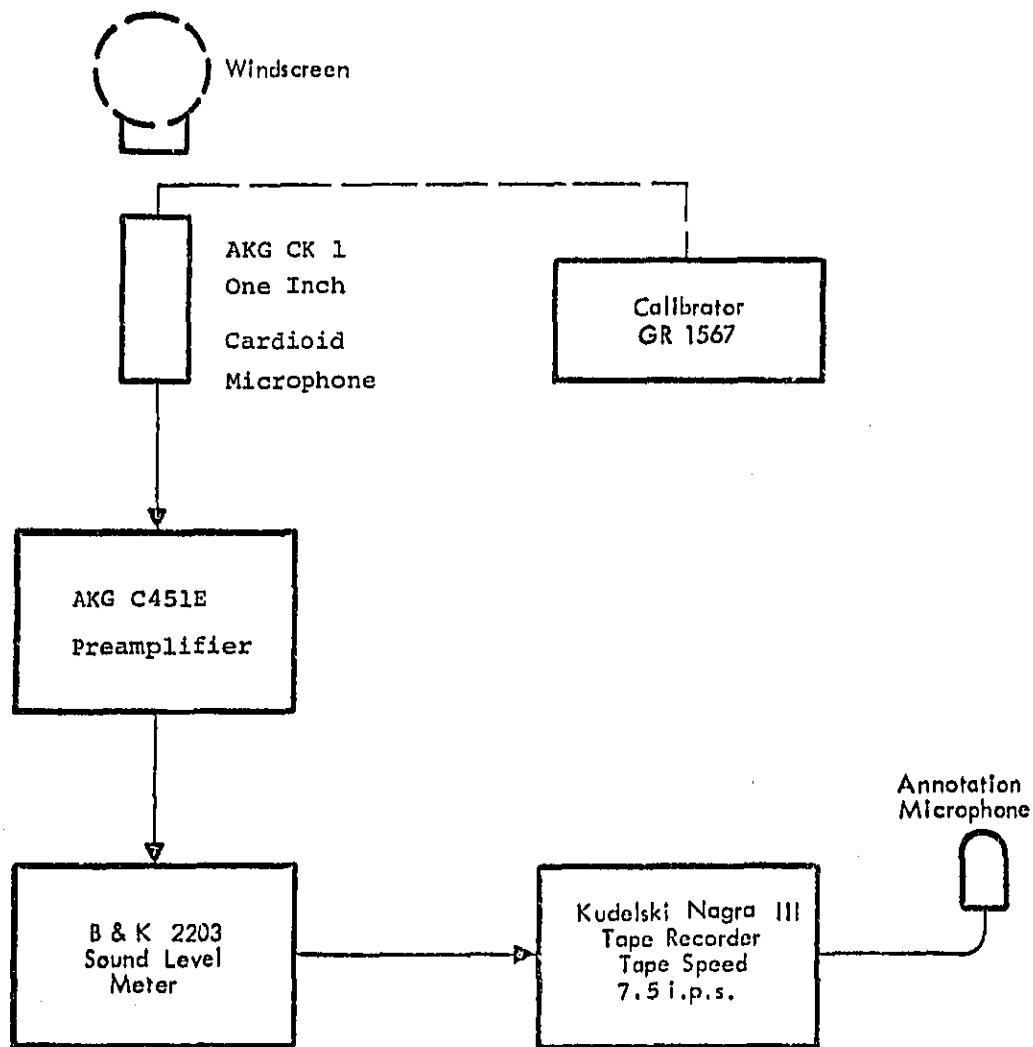 Windscreen
AKG CK 1
One Inch
Cardioid
Microphone
Calibrator
GR 1567
AKG C451E
Preamplifier
Annotation
Microphone
B & K 2203
Sound Level
Meter
Kudelski Nagra III
Tape Recorder
Tape Speed
7.5 i.p.s.